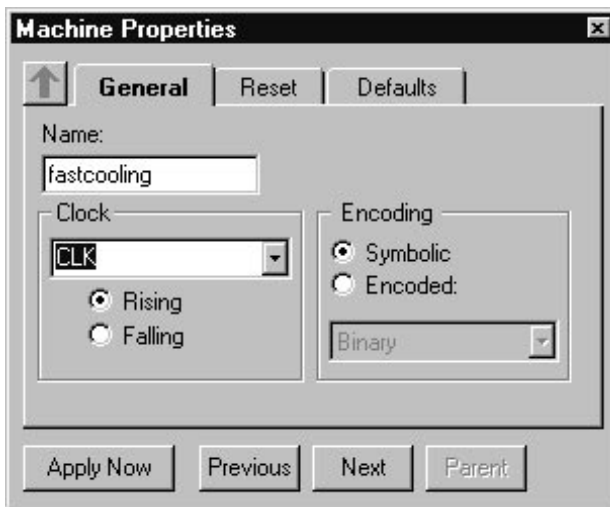 Machine Properties
General Reset Defaults
Name:
fastcooling
Clock Encoding
CLK Symbolic
Encoded:
Rising
Falling Binary
Apply Now Previous Next Parent